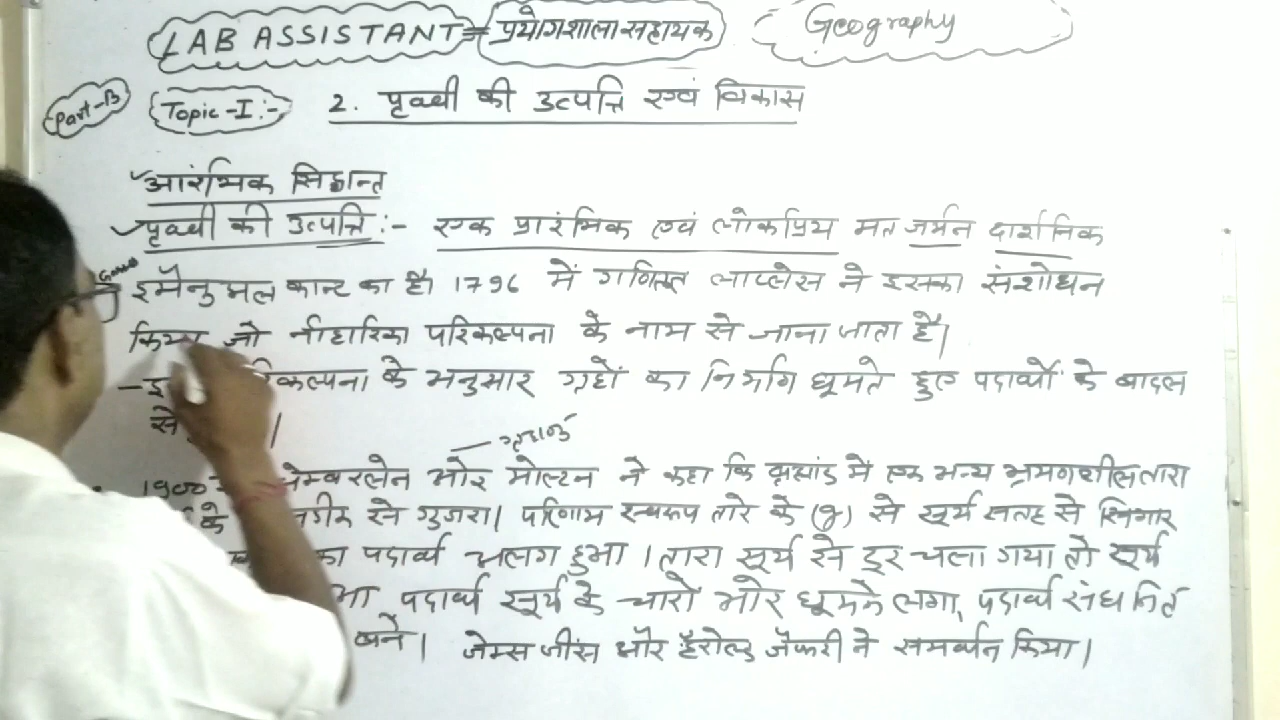 LAB ASSISTANT = प्रयोगशाला सहायक Geography
Part-B Topic-I:- 2. पृथ्वी की उत्पत्ति एवं विकास
आरंभिक सिद्धान्त
पृथ्वी की उत्पत्ति :- एक प्रारंभिक एवं लोकप्रिय मत जर्मन दार्शनिक
इमैनुअल कान्ट का है। 1796 में गणितज्ञ लाप्लेस ने इसका संशोधन
किया जो नीहारिका परिकल्पना के नाम से जाना जाता है।
- के अनुसार ग्रहों का निर्माण घूमते हुए पदार्थों के बादल
से
1900 चेम्बरलेन और मोल्टन ने कहा कि ब्रह्मांड में एक अन्य भ्रमणशील तारा
के से गुजरा। परिणाम स्वरूप तारे के (g) से सूर्य सतह से सिगार
का पदार्थ अलग हुआ। तारा सूर्य से दूर चला गया तो सूर्य
पदार्थ सूर्य के चारों ओर घूमने लगा, पदार्थ संघनित
बने। जेम्स जींस और हैरोल्ड जैफरी ने समर्थन किया।